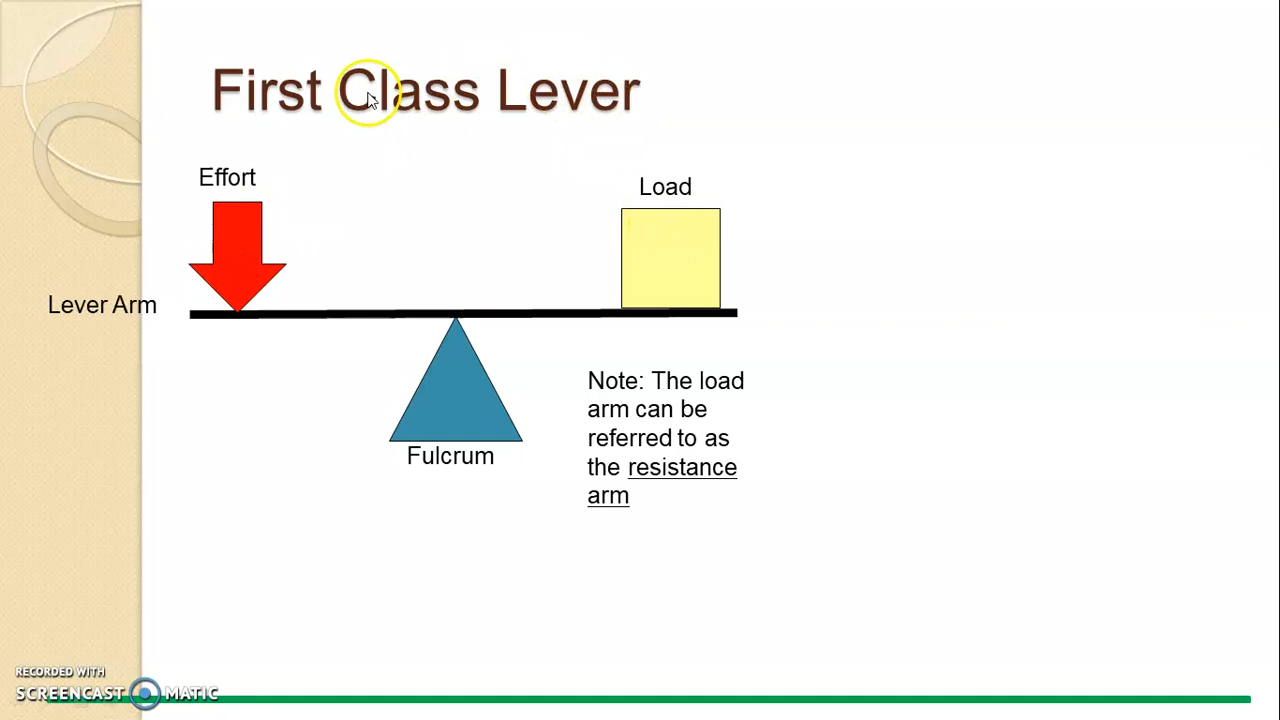 First Class Lever
Effort
Load
Lever Arm
Note: The load
arm can be
referred to as
the resistance
arm
Fulcrum
RECORDED WITH
SCREENCAST MATIC